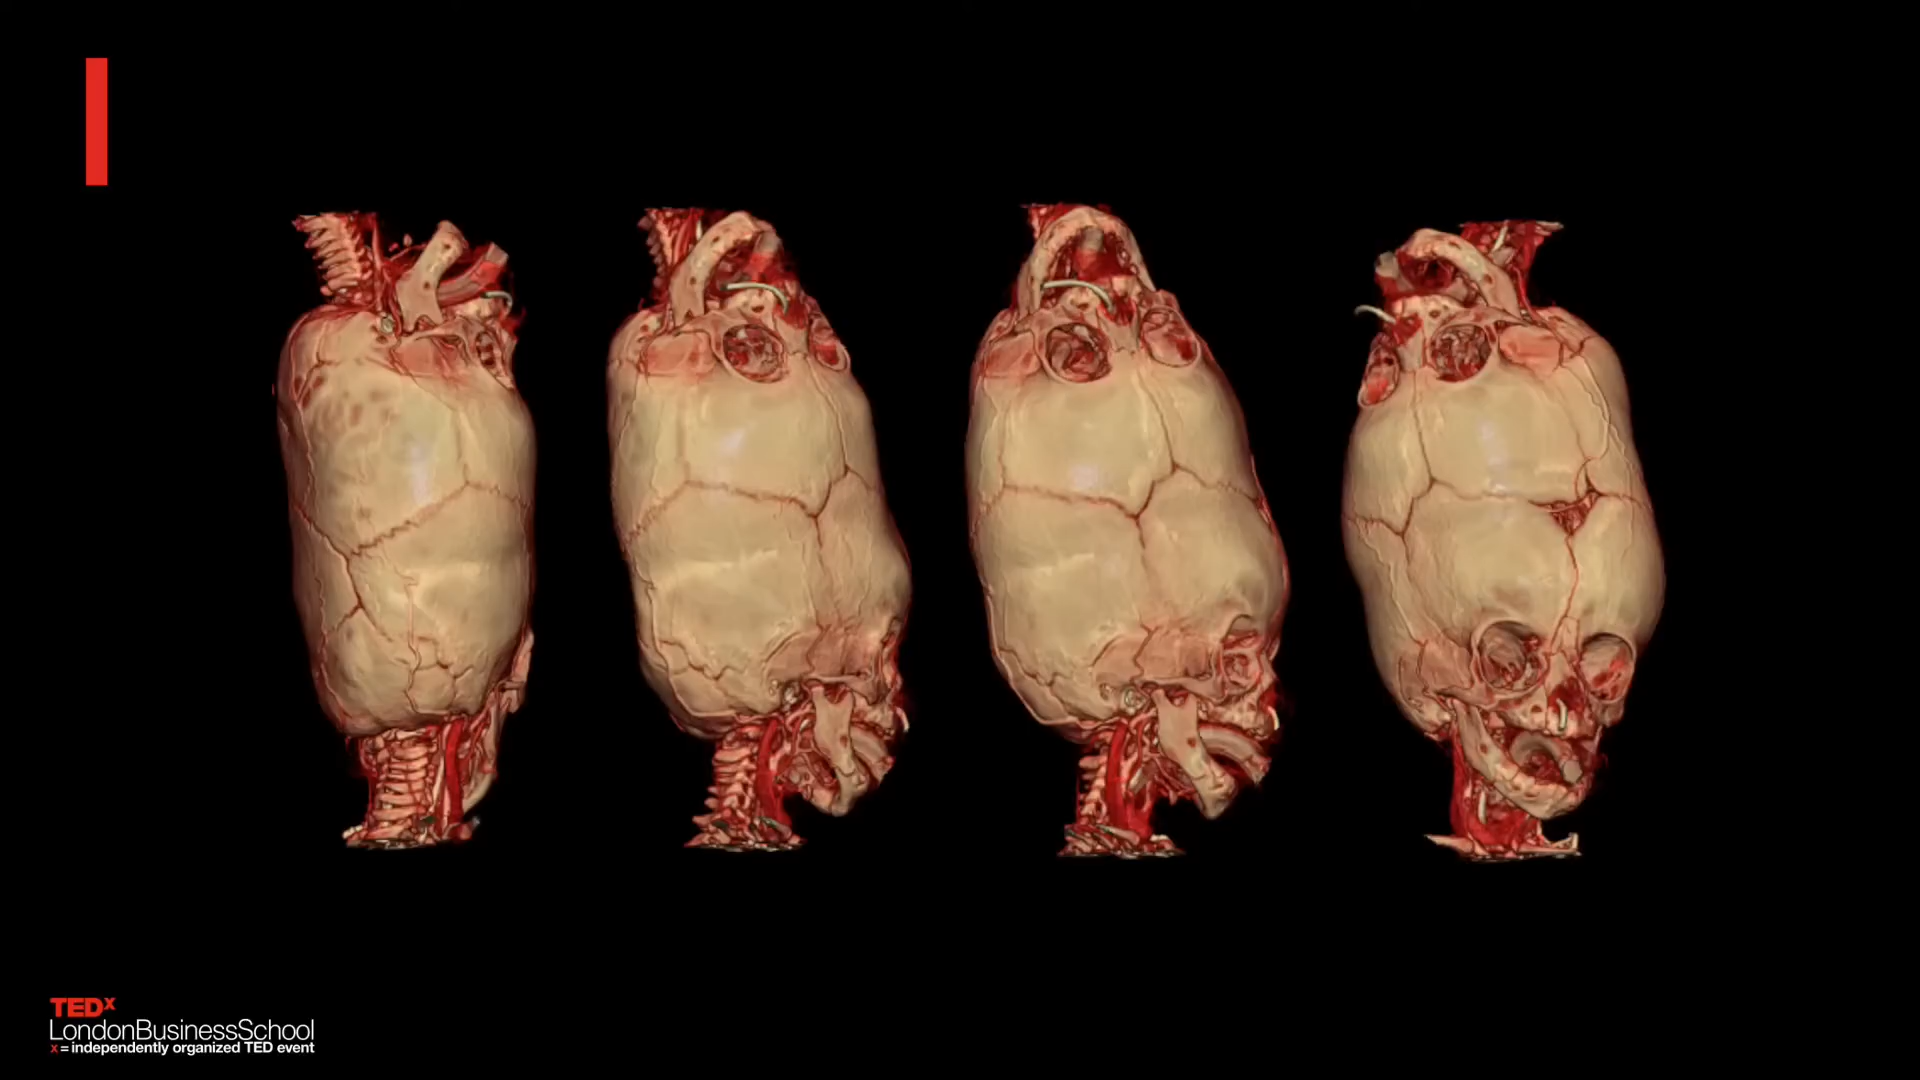 TEDx
LondonBusinessSchool
x = independently organized TED event